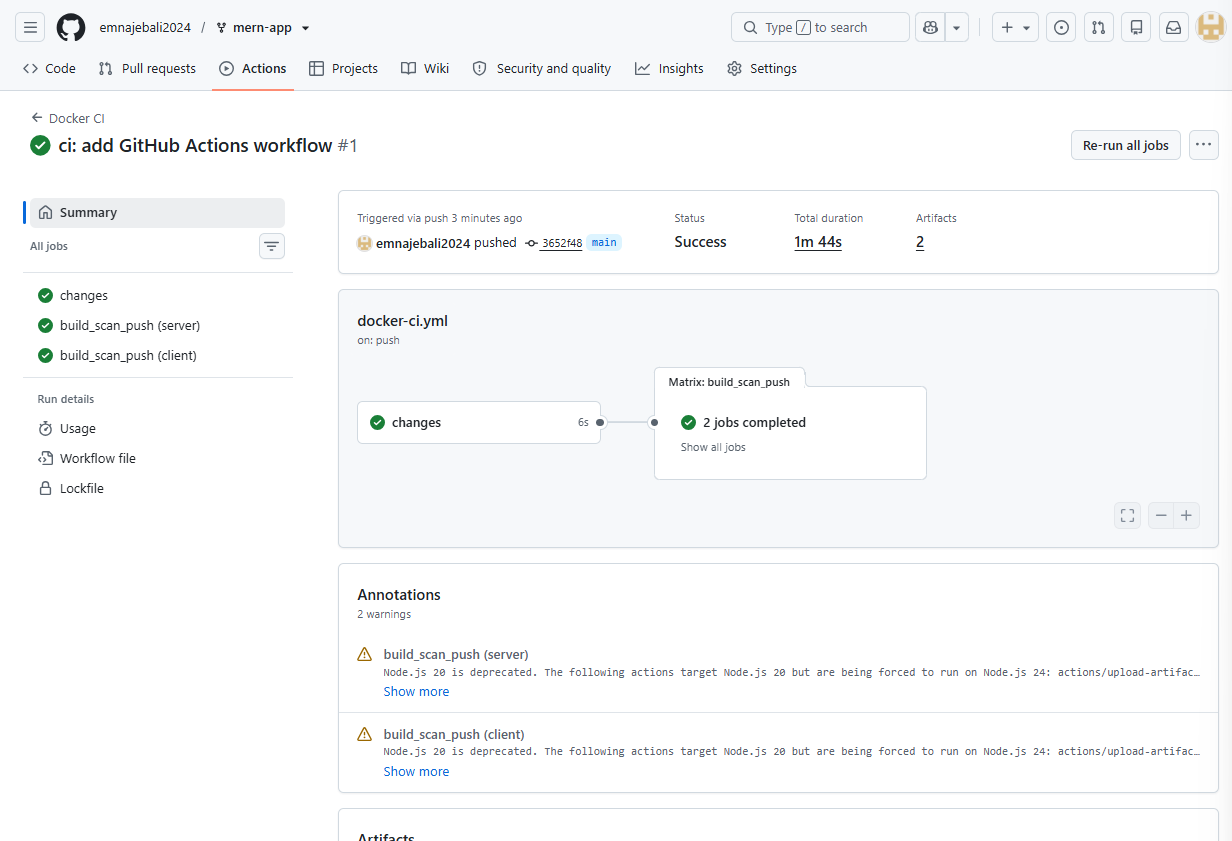 emnajebali2024 / mern-app
Type / to search
Code
Pull requests
Actions
Projects
Wiki
Security and quality
Insights
Settings
Docker CI
ci: add GitHub Actions workflow #1
Re-run all jobs
Summary
All jobs
changes
build_scan_push (server)
build_scan_push (client)
Run details
Usage
Workflow file
Lockfile
Triggered via push 3 minutes ago
emnajebali2024 pushed 3652f48 main
Status
Success
Total duration
1m 44s
Artifacts
2
docker-ci.yml
on: push
changes 6s
Matrix: build_scan_push
2 jobs completed
Show all jobs
Annotations
2 warnings
build_scan_push (server)
Node.js 20 is deprecated. The following actions target Node.js 20 but are being forced to run on Node.js 24: actions/upload-artifac…
Show more
build_scan_push (client)
Node.js 20 is deprecated. The following actions target Node.js 20 but are being forced to run on Node.js 24: actions/upload-artifac…
Show more
Artifacts